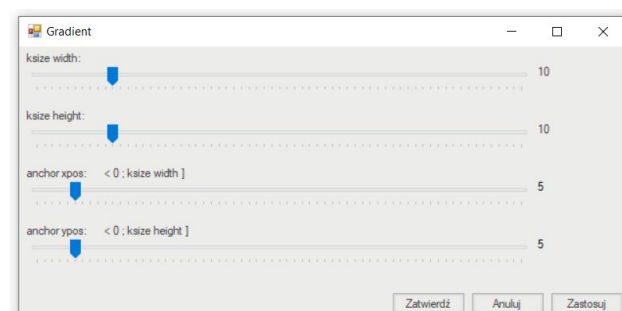 Gradient
ksize width:
10
ksize height:
10
anchor xpos: < 0 ; ksize width ]
5
anchor ypos: < 0 ; ksize height ]
5
Zatwierdź Anuluj Zastosuj